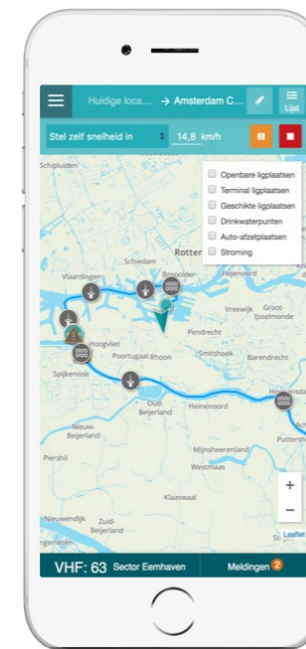 Huidige loca... → Amsterdam C...
Lijst
Stel zelf snelheid in
14,8 km/h
Openbare ligplaatsen
Terminal ligplaatsen
Geschikte ligplaatsen
Drinkwaterpunten
Auto-afzetplaatsen
Stroming
Schipluiden
Rotter
Schiedam
Vlaardingen
Feijenoord
Vreewijk
Groot-
IJsselmonde
Pendrecht
Hoogvliet
Poortugaal
Rhoon
Smitshoek
Barendrecht
Spijkenisse
Oud-
Beijerland
Heinenoord
Nieuw-
Beijerland
Puttersh
Piershil
Mijnsheerenland
Westmaas
Klaaswaal
+
−
Nieuwendijk
Zuid-
Beijerland
Leaflet
VHF: 63 Sector Eemhaven
Meldingen 2